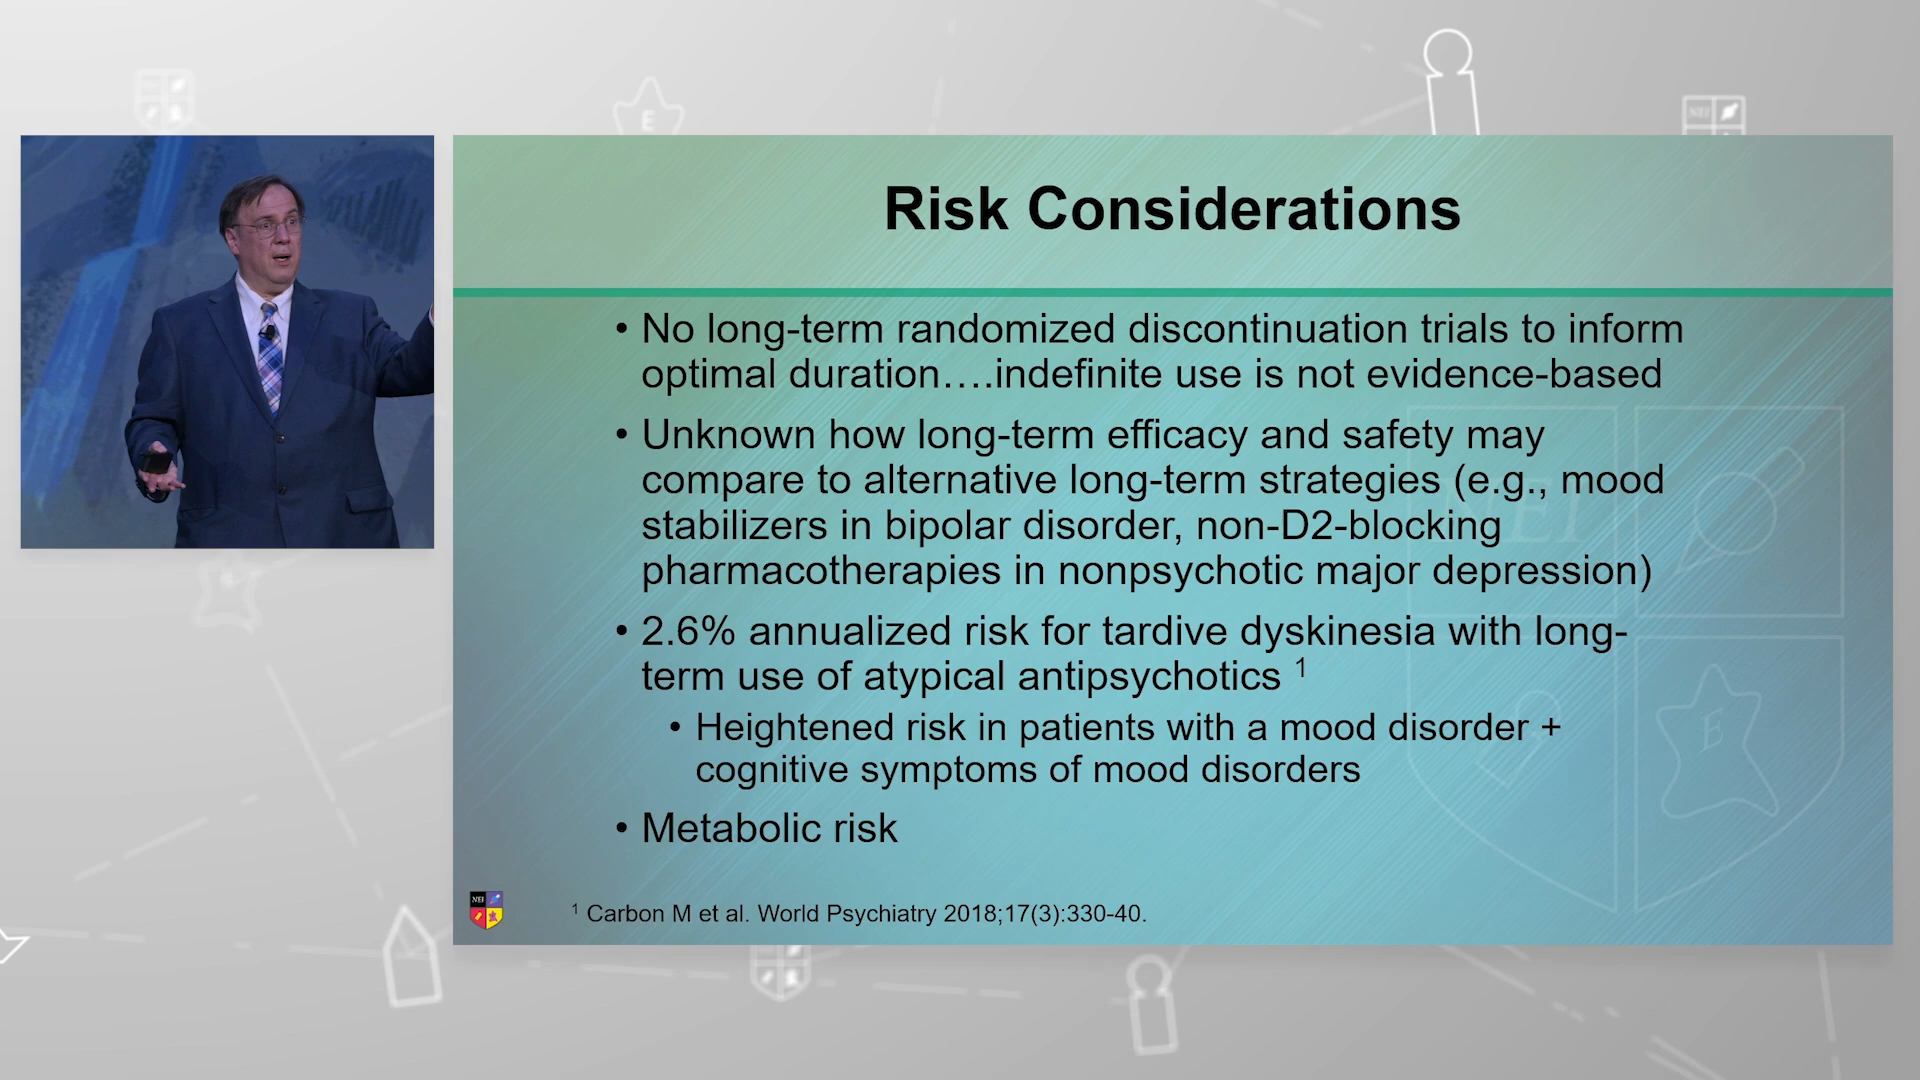 Risk Considerations
• No long-term randomized discontinuation trials to inform
optimal duration….indefinite use is not evidence-based
• Unknown how long-term efficacy and safety may
compare to alternative long-term strategies (e.g., mood
stabilizers in bipolar disorder, non-D2-blocking
pharmacotherapies in nonpsychotic major depression)
• 2.6% annualized risk for tardive dyskinesia with long-
term use of atypical antipsychotics ¹
• Heightened risk in patients with a mood disorder +
cognitive symptoms of mood disorders
• Metabolic risk
¹ Carbon M et al. World Psychiatry 2018;17(3):330-40.
NEI
E
NEI
E
NEI